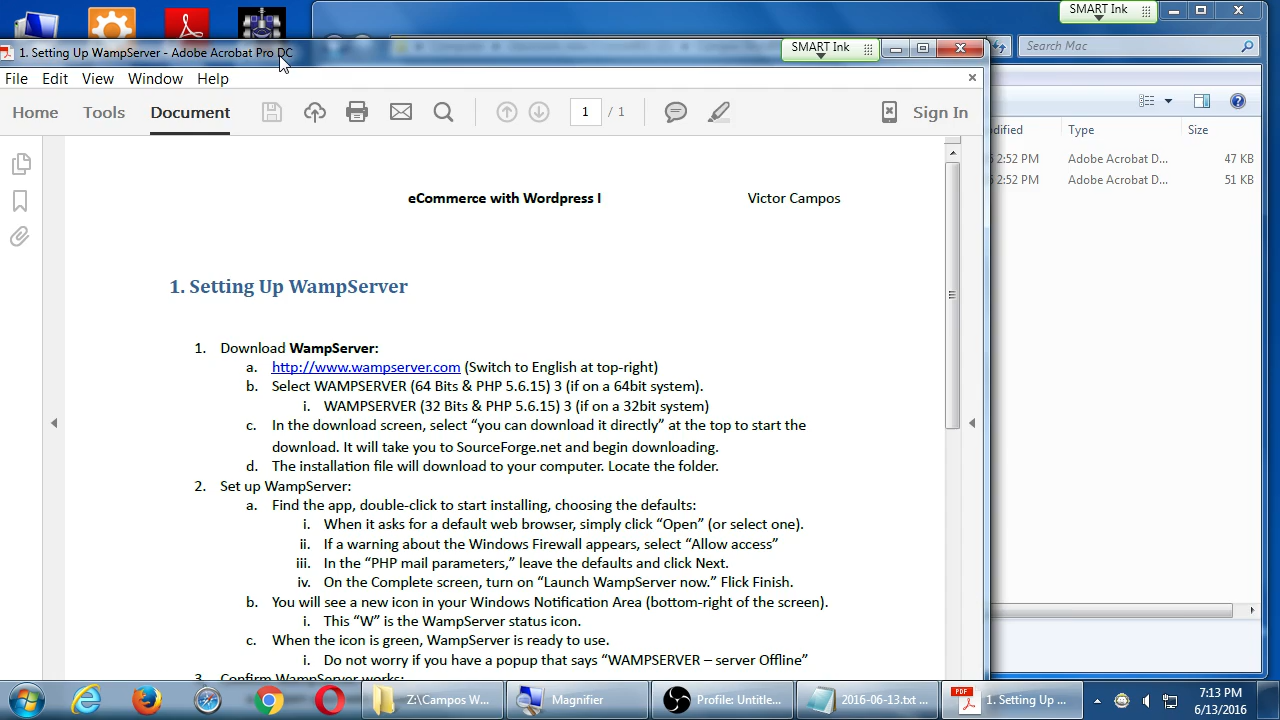 SMART Ink
1. Setting Up WampServer - Adobe Acrobat Pro DC
SMART Ink
Search Mac
File Edit View Window Help
Home Tools Document 1 / 1 Sign In
Type Size
2:52 PM Adobe Acrobat D... 47 KB
2:52 PM Adobe Acrobat D... 51 KB
eCommerce with Wordpress I Victor Campos
1. Setting Up WampServer
1. Download WampServer:
a. http://www.wampserver.com (Switch to English at top-right)
b. Select WAMPSERVER (64 Bits & PHP 5.6.15) 3 (if on a 64bit system).
i. WAMPSERVER (32 Bits & PHP 5.6.15) 3 (if on a 32bit system)
c. In the download screen, select “you can download it directly” at the top to start the
download. It will take you to SourceForge.net and begin downloading.
d. The installation file will download to your computer. Locate the folder.
2. Set up WampServer:
a. Find the app, double-click to start installing, choosing the defaults:
i. When it asks for a default web browser, simply click “Open” (or select one).
ii. If a warning about the Windows Firewall appears, select “Allow access”
iii. In the “PHP mail parameters,” leave the defaults and click Next.
iv. On the Complete screen, turn on “Launch WampServer now.” Flick Finish.
b. You will see a new icon in your Windows Notification Area (bottom-right of the screen).
i. This “W” is the WampServer status icon.
c. When the icon is green, WampServer is ready to use.
i. Do not worry if you have a popup that says “WAMPSERVER – server Offline”
3. Confirm WampServer works:
Z:\Campos W... Magnifier Profile: Untitle... 2016-06-13.txt ... PDF 1. Setting Up ... 7:13 PM
6/13/2016